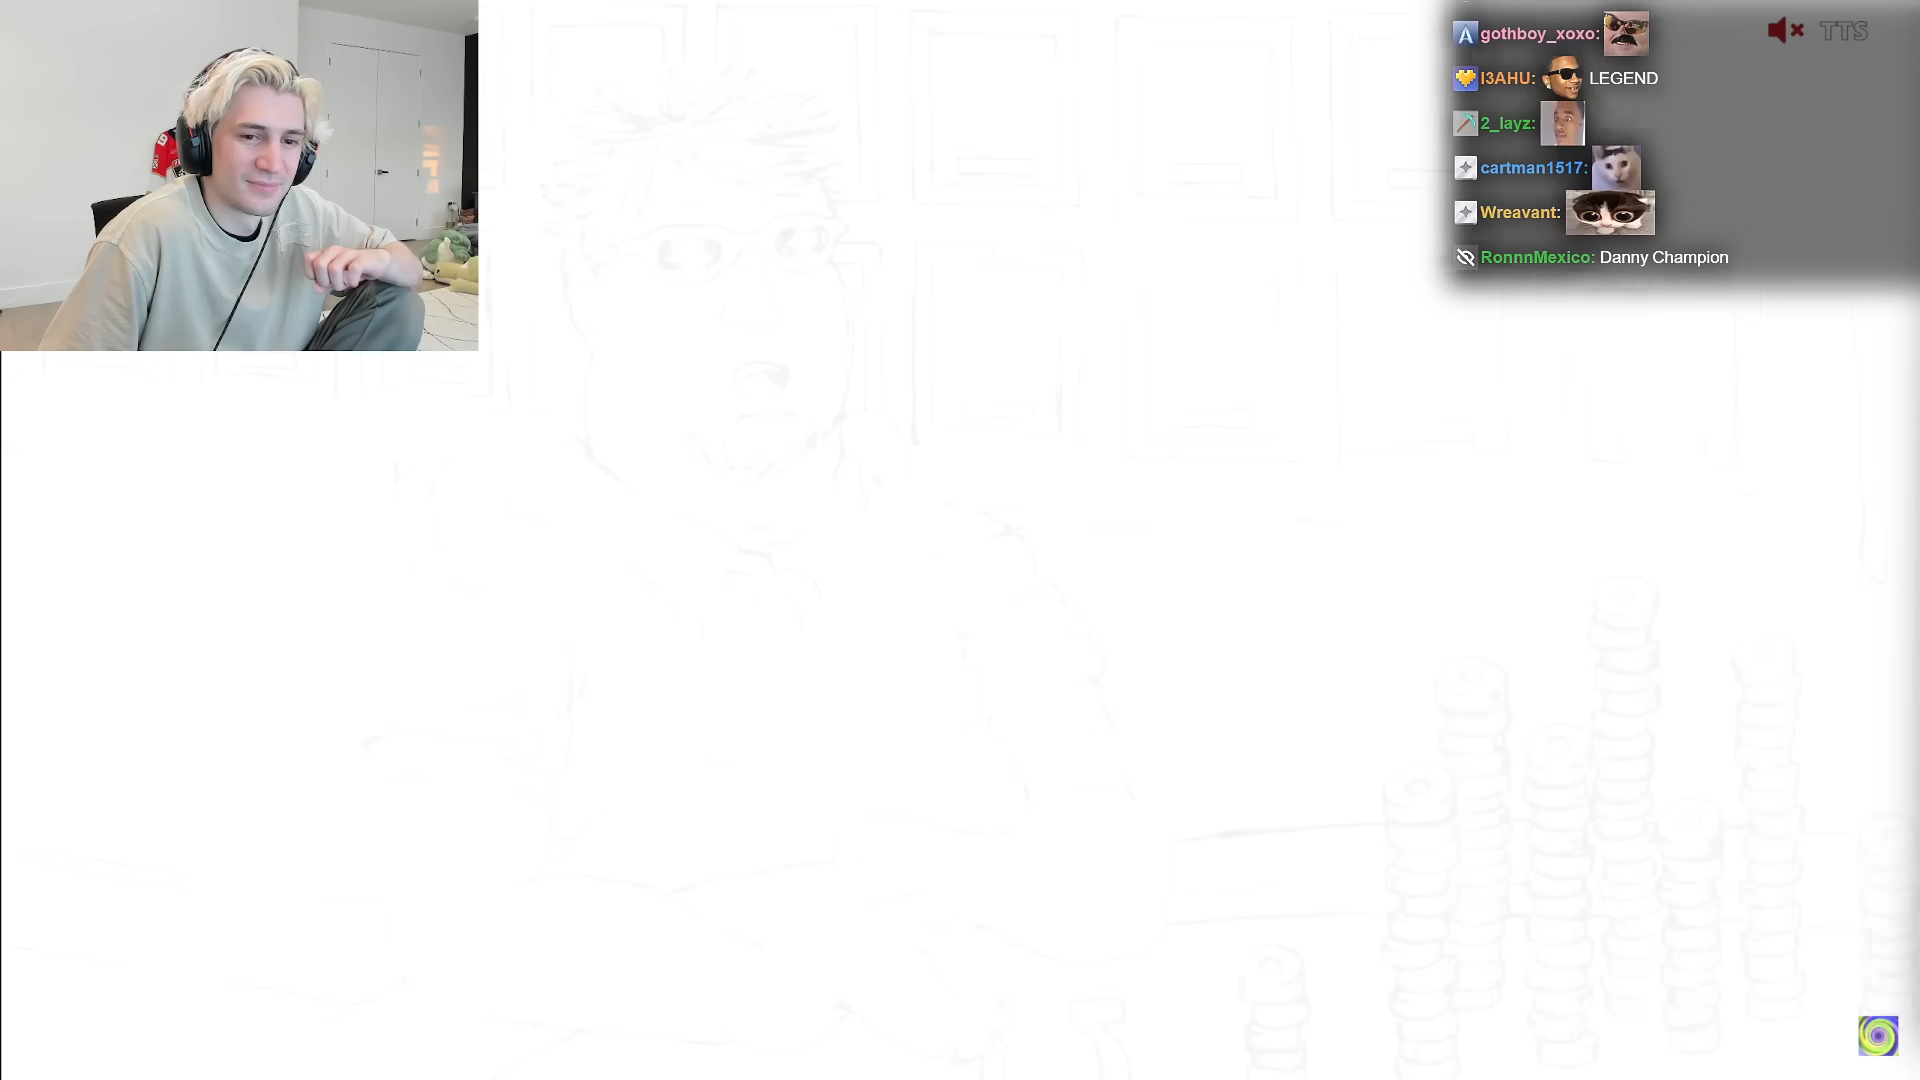 gothboy_xoxo:
TTS
I3AHU: LEGEND
2_layz:
cartman1517:
Wreavant:
RonnnMexico: Danny Champion